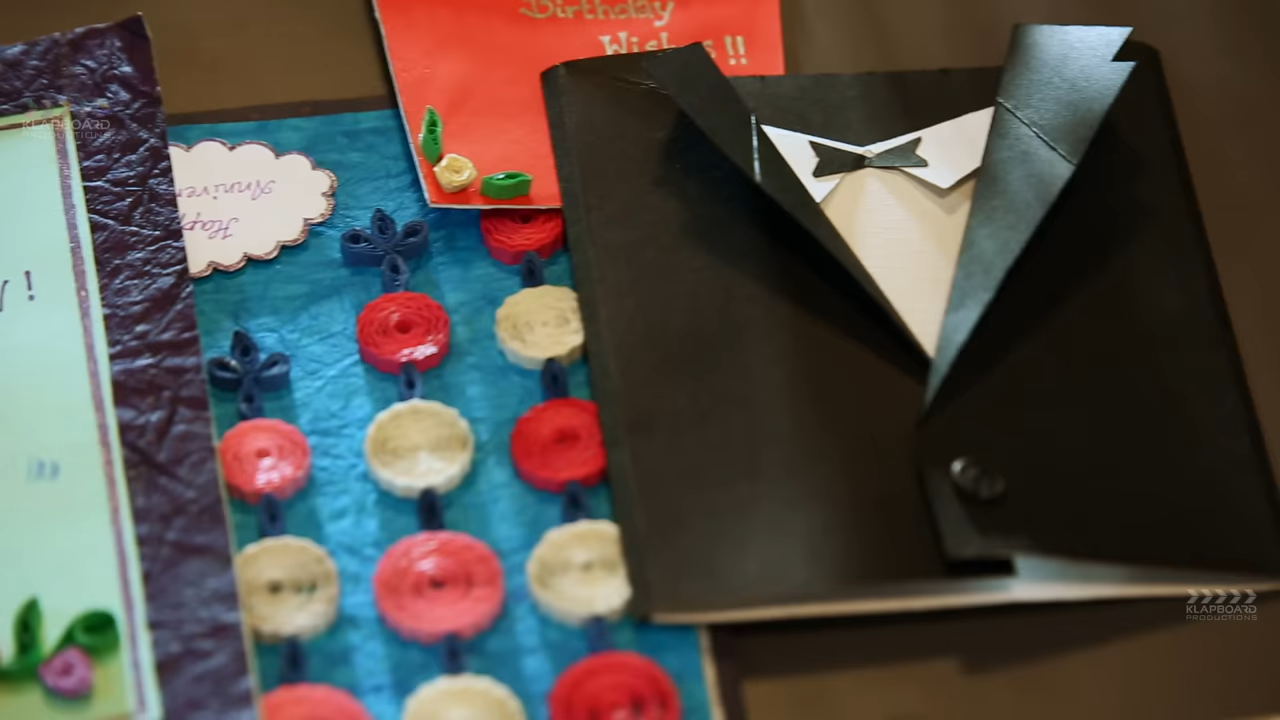 Birthday
Wishes !!
Happy
Anniver
!
KLAPBOARD
PRODUCTIONS
KLAPBOARD
PRODUCTIONS